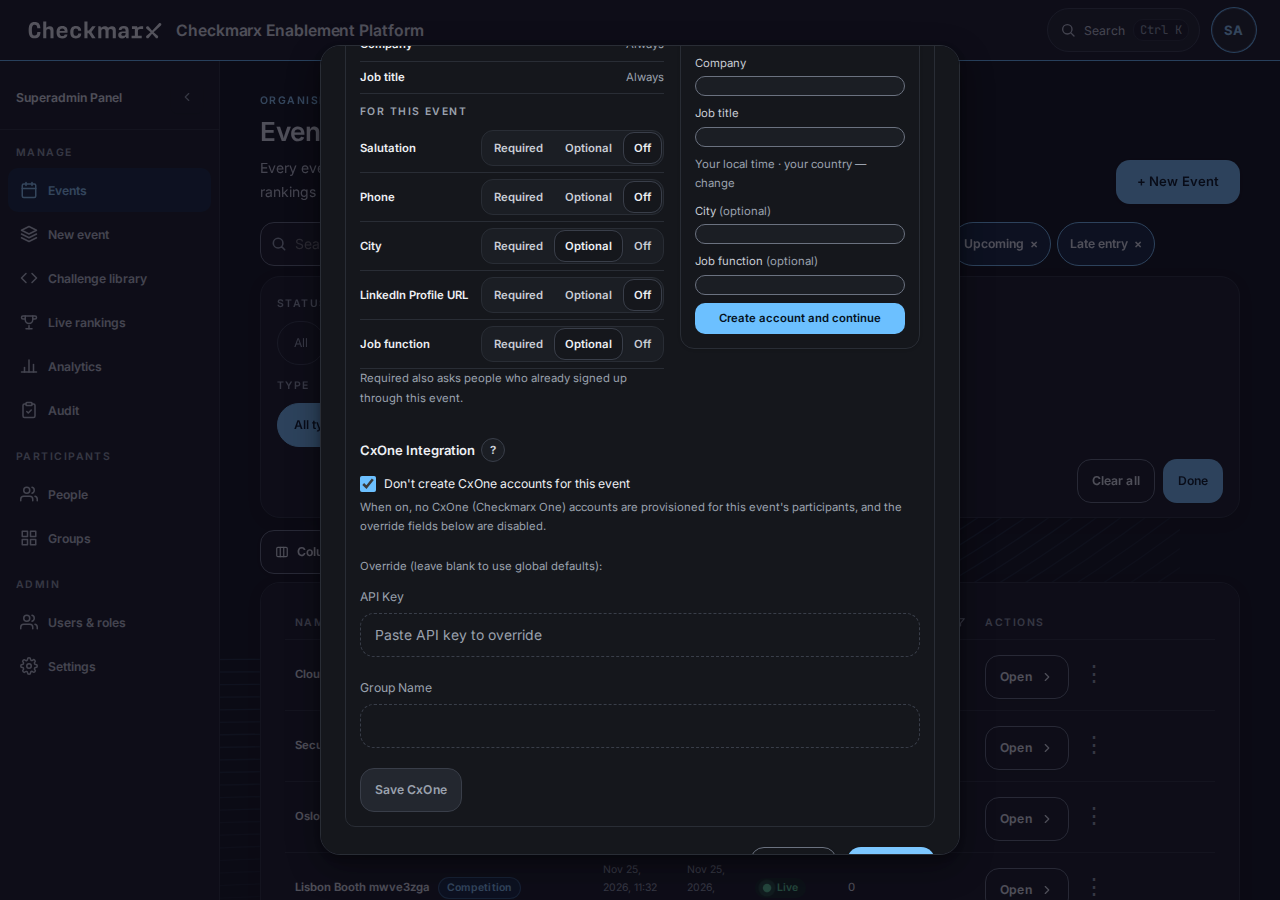 Checkmarx Checkmarx Enablement Platform
Search Ctrl K SA
Superadmin Panel
MANAGE
Events
New event
Challenge library
Live rankings
Analytics
Audit
PARTICIPANTS
People
Groups
ADMIN
Users & roles
Settings
Every
rankings
+ New Event
Upcoming ×
Late entry ×
All
TYPE
Clear all
Done
ACTIONS
Open
Open
Open
Lisbon Booth mwve3zga Competition
Nov 25,
2026, 11:32
Nov 25,
2026,
Live
0
Open
Company Always
Job title Always
FOR THIS EVENT
Salutation Required Optional Off
Phone Required Optional Off
City Required Optional Off
LinkedIn Profile URL Required Optional Off
Job function Required Optional Off
Required also asks people who already signed up
through this event.
Company
Job title
Your local time · your country —
change
City (optional)
Job function (optional)
Create account and continue
CxOne Integration ?
Don't create CxOne accounts for this event
When on, no CxOne (Checkmarx One) accounts are provisioned for this event's participants, and the
override fields below are disabled.
Override (leave blank to use global defaults):
API Key
Paste API key to override
Group Name
Save CxOne